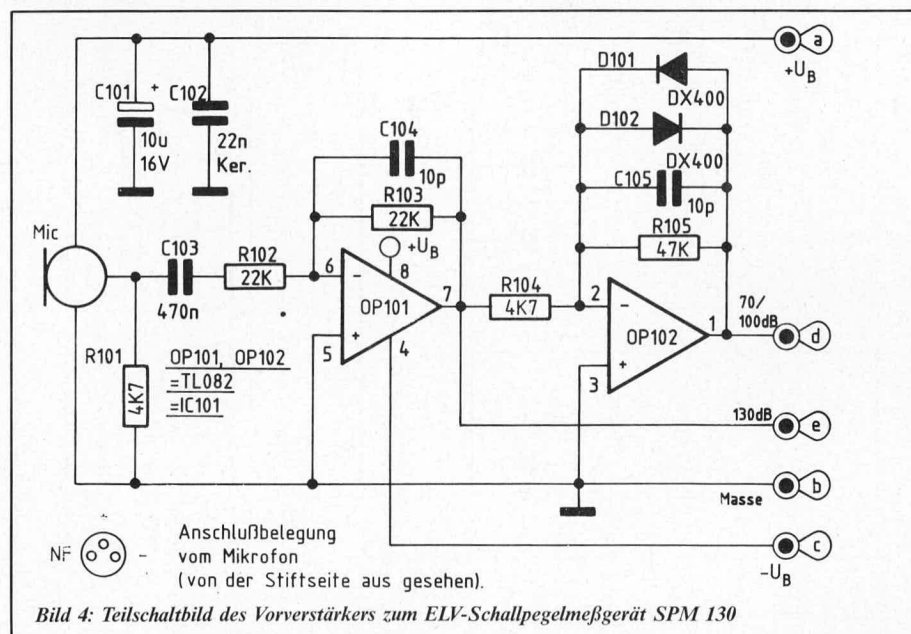 a
+U_B
C101
+
10u
16V
C102
22n
Ker.
C104
10p
R103
22K
+U_B
D101
DX400
D102
DX400
C105
10p
R105
47K
Mic
C103
470n
R102
22K
6
-
8
OP101
7
+
5
4
R104
4K7
2
-
OP102
1
+
3
70/
100dB
d
R101
4K7
OP101, OP102
=TL082
=IC101
130dB
e
Masse
b
c
-U_B
NF
-
Anschlußbelegung
vom Mikrofon
(von der Stiftseite aus gesehen).
Bild 4: Teilschaltbild des Vorverstärkers zum ELV-Schallpegelmeßgerät SPM 130